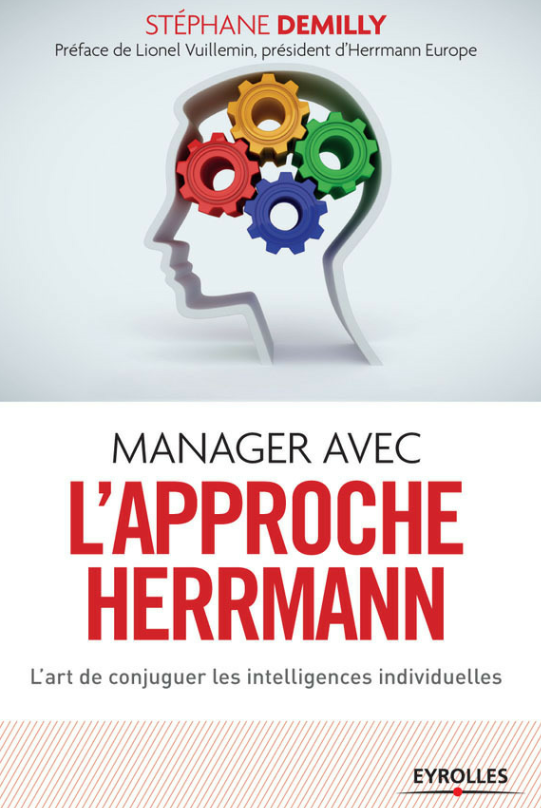 STÉPHANE DEMILLY
Préface de Lionel Vuillemin, président d'Herrmann Europe
MANAGER AVEC
L'APPROCHE
HERRMANN
L'art de conjuguer les intelligences individuelles
EYROLLES